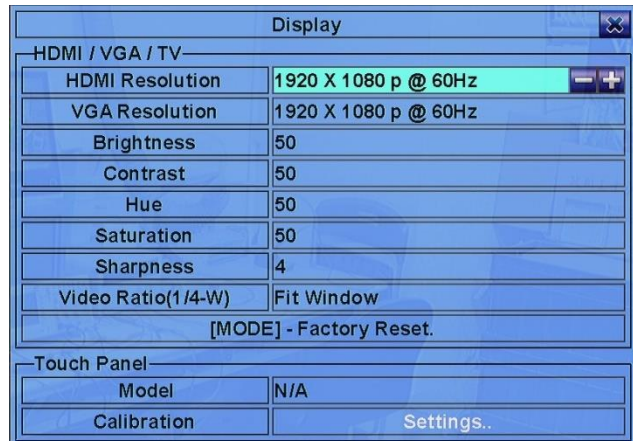 Display
HDMI / VGA / TV
HDMI Resolution 1920 X 1080 p @ 60Hz
VGA Resolution 1920 X 1080 p @ 60Hz
Brightness 50
Contrast 50
Hue 50
Saturation 50
Sharpness 4
Video Ratio(1/4-W) Fit Window
[MODE] - Factory Reset.
Touch Panel
Model N/A
Calibration Settings..